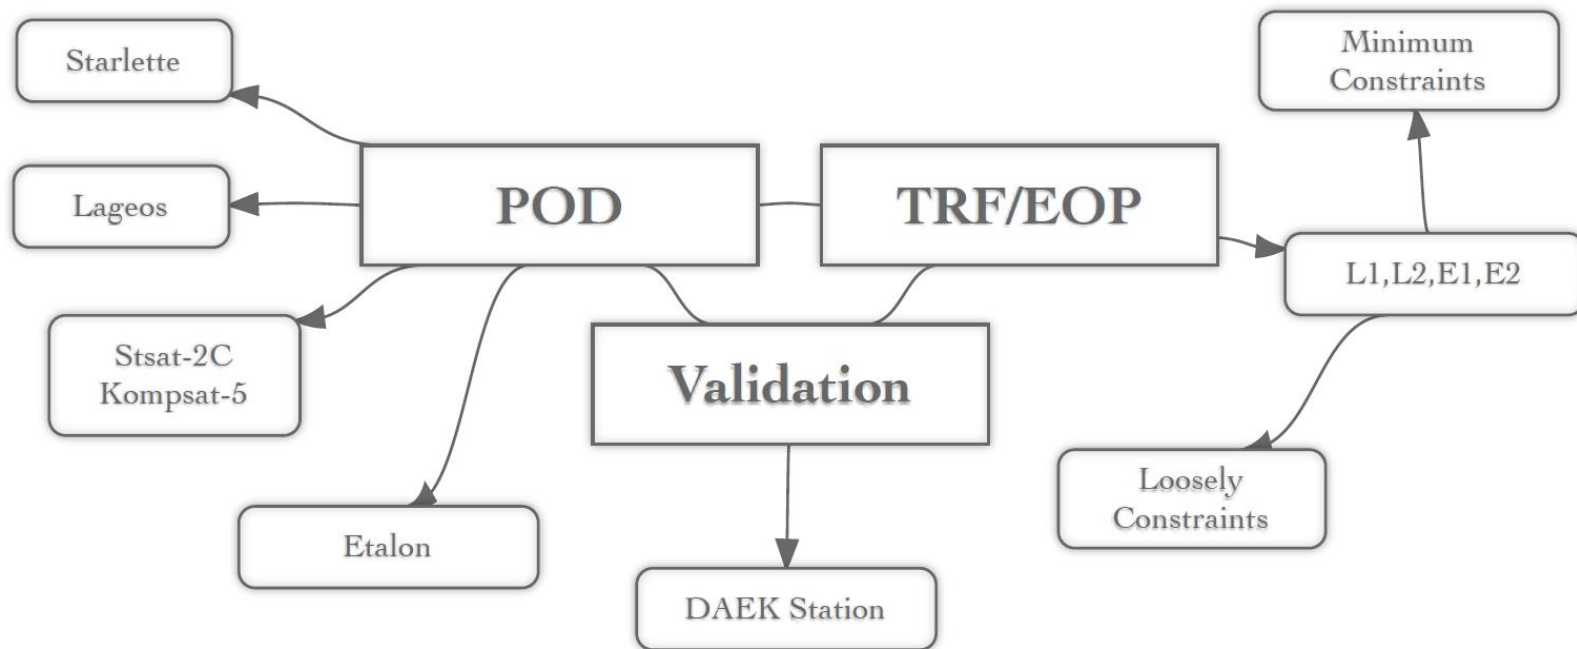 Starlette
Minimum
Constraints
Lageos
POD
TRF/EOP
L1,L2,E1,E2
Stsat-2C
Kompsat-5
Validation
Loosely
Constraints
Etalon
DAEK Station